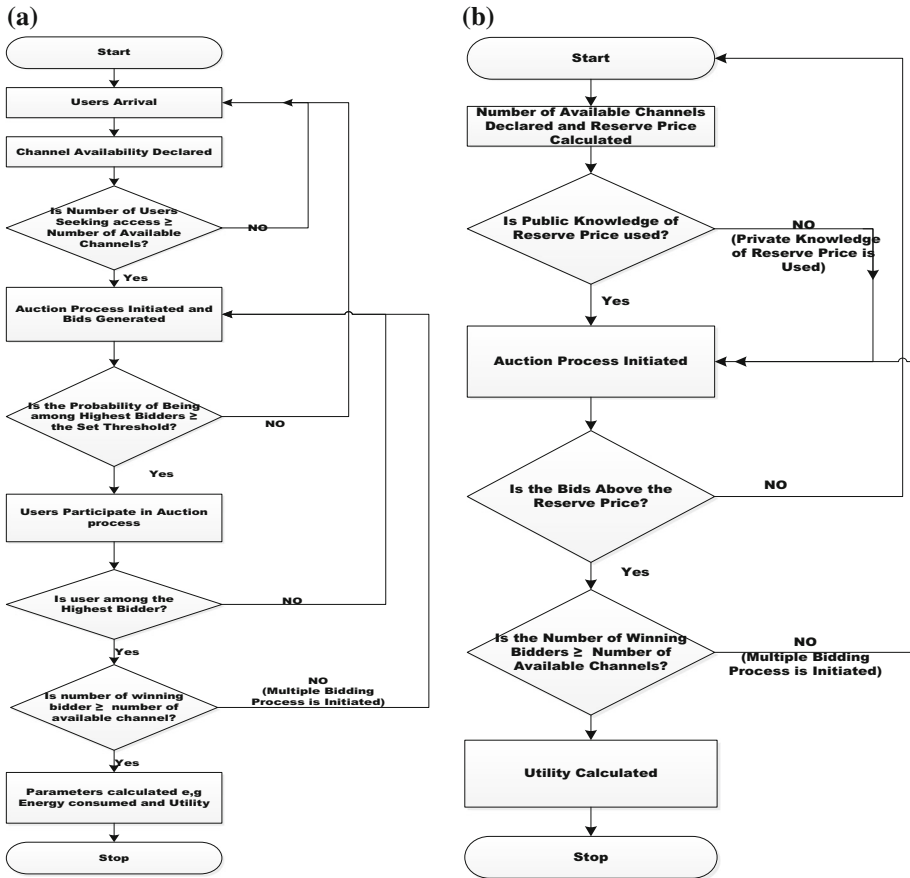 (a)
Start
Users Arrival
Channel Availability Declared
Is Number of Users
Seeking access ≥
Number of Available
Channels?
NO
Yes
Auction Process Initiated and
Bids Generated
Is the Probability of Being
among Highest Bidders ≥
the Set Threshold?
NO
Yes
Users Participate in Auction
process
Is user among the
Highest Bidder?
NO
Yes
Is number of winning
bidder ≥ number of
available channel?
NO
(Multiple Bidding
Process is Initiated)
Yes
Parameters calculated e,g
Energy consumed and Utility
Stop
(b)
Start
Number of Available Channels
Declared and Reserve Price
Calculated
Is Public Knowledge of
Reserve Price used?
NO
(Private Knowledge
of Reserve Price is
Used)
Yes
Auction Process Initiated
Is the Bids Above the
Reserve Price?
NO
Yes
Is the Number of Winning
Bidders ≥ Number of
Available Channels?
NO
(Multiple Bidding
Process is Initiated)
Utility Calculated
Stop